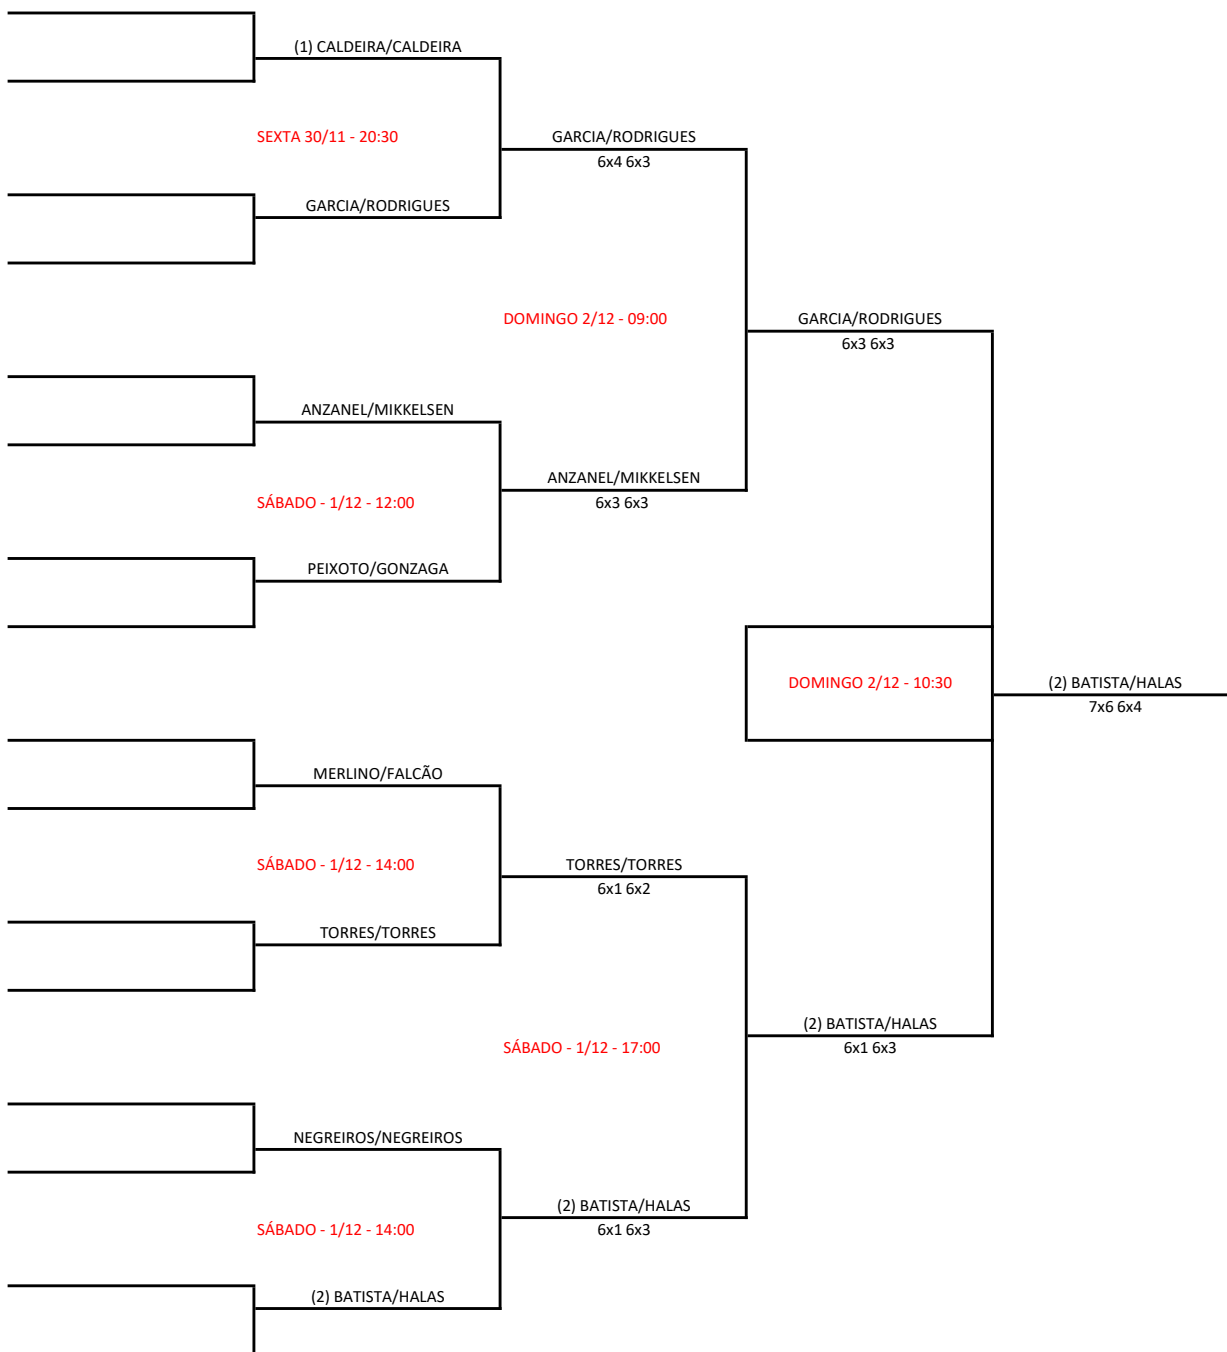 (1) CALDEIRA/CALDEIRA
SEXTA 30/11 - 20:30
GARCIA/RODRIGUES
6x4 6x3
GARCIA/RODRIGUES
DOMINGO 2/12 - 09:00
GARCIA/RODRIGUES
6x3 6x3
ANZANEL/MIKKELSEN
ANZANEL/MIKKELSEN
6x3 6x3
SÁBADO - 1/12 - 12:00
PEIXOTO/GONZAGA
DOMINGO 2/12 - 10:30
(2) BATISTA/HALAS
7x6 6x4
MERLINO/FALCÃO
SÁBADO - 1/12 - 14:00
TORRES/TORRES
6x1 6x2
TORRES/TORRES
(2) BATISTA/HALAS
6x1 6x3
SÁBADO - 1/12 - 17:00
NEGREIROS/NEGREIROS
(2) BATISTA/HALAS
6x1 6x3
SÁBADO - 1/12 - 14:00
(2) BATISTA/HALAS